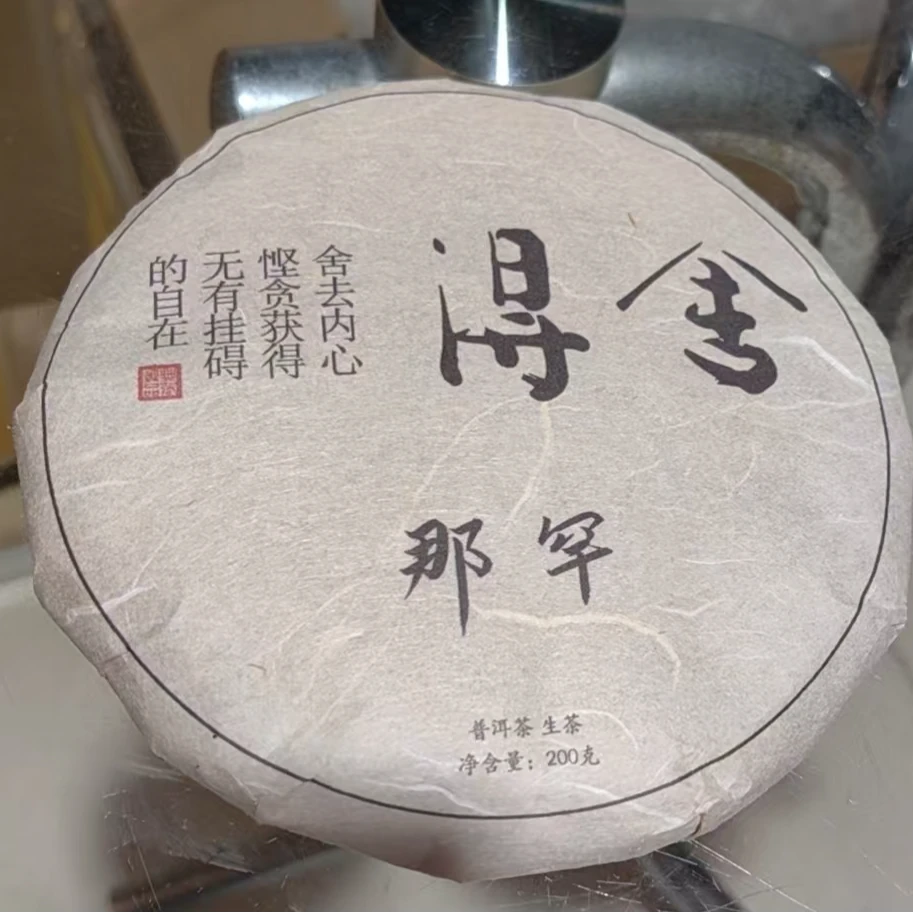 舍得
舍去内心
悭贪获得
无有挂碍
的自在
那罕
普洱茶 生茶
净含量：200克